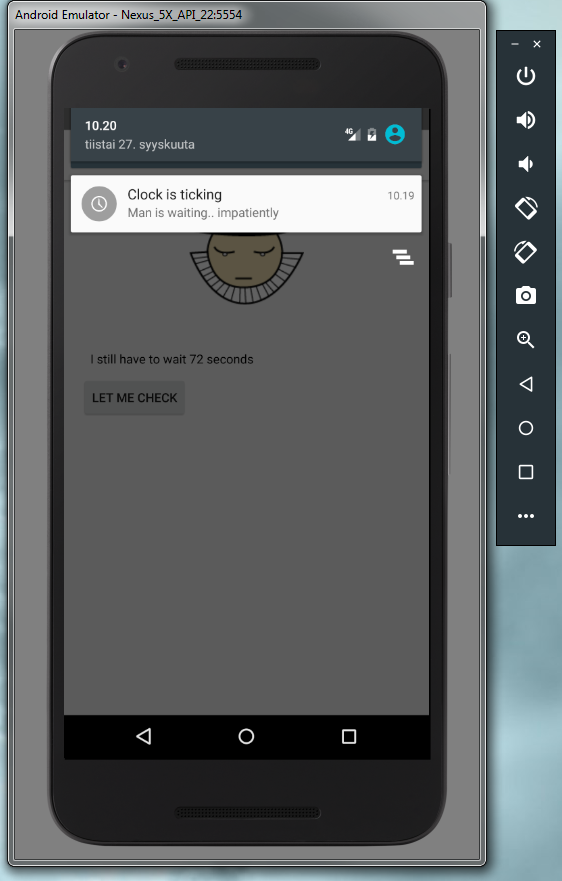 Android Emulator - Nexus_5X_API_22:5554
10.20
tiistai 27. syyskuuta
4G
Clock is ticking
10.19
Man is waiting.. impatiently
I still have to wait 72 seconds
LET ME CHECK